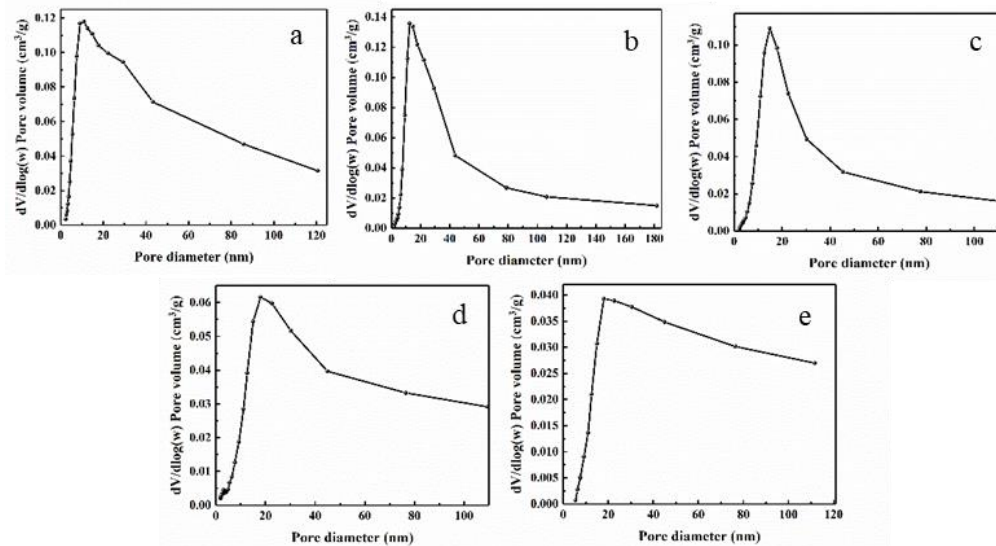 a
dV/dlog(w) Pore volume (cm³/g)
0.12
0.10
0.08
0.06
0.04
0.02
0.00
0 20 40 60 80 100 120
Pore diameter (nm)
b
dV/dlog(w) Pore volume (cm³/g)
0.14
0.12
0.10
0.08
0.06
0.04
0.02
0.00
0 20 40 60 80 100 120 140 160 180
Pore diameter (nm)
c
dV/dlog(w) Pore volume (cm³/g)
0.10
0.08
0.06
0.04
0.02
0.00
0 20 40 60 80 100
Pore diameter (nm)
d
dV/dlog(w) Pore volume (cm³/g)
0.06
0.05
0.04
0.03
0.02
0.01
0.00
0 20 40 60 80 100
Pore diameter (nm)
e
dV/dlog(w) Pore volume (cm³/g)
0.040
0.035
0.030
0.025
0.020
0.015
0.010
0.005
0.000
0 20 40 60 80 100 120
Pore diameter (nm)